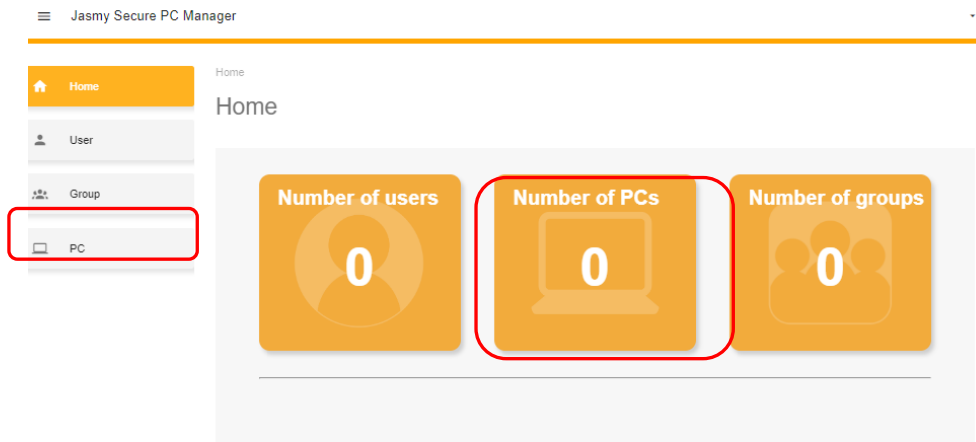 Jasmy Secure PC Manager
Home
Home
Home
User
Group
PC
Number of users
0
Number of PCs
0
Number of groups
0